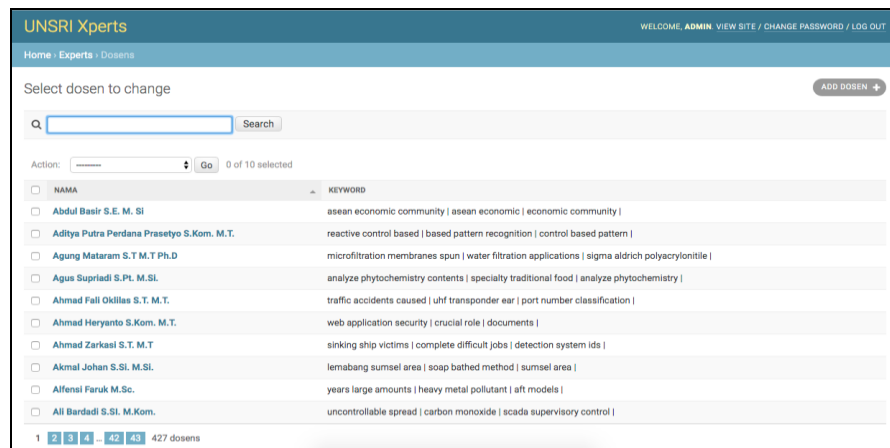 UNSRI Xperts
WELCOME, ADMIN. VIEW SITE / CHANGE PASSWORD / LOG OUT
Home › Experts › Dosens
Select dosen to change
ADD DOSEN +
Search
Action: --------- Go 0 of 10 selected
NAMA KEYWORD
Abdul Basir S.E. M. Si asean economic community | asean economic | economic community |
Aditya Putra Perdana Prasetyo S.Kom. M.T. reactive control based | based pattern recognition | control based pattern |
Agung Mataram S.T M.T Ph.D microfiltration membranes spun | water filtration applications | sigma aldrich polyacrylonitile |
Agus Supriadi S.Pt. M.Si. analyze phytochemistry contents | specialty traditional food | analyze phytochemistry |
Ahmad Fali Oklilas S.T. M.T. traffic accidents caused | uhf transponder ear | port number classification |
Ahmad Heryanto S.Kom. M.T. web application security | crucial role | documents |
Ahmad Zarkasi S.T. M.T sinking ship victims | complete difficult jobs | detection system ids |
Akmal Johan S.Si. M.Si. lemabang sumsel area | soap bathed method | sumsel area |
Alfensi Faruk M.Sc. years large amounts | heavy metal pollutant | aft models |
Ali Bardadi S.SI. M.Kom. uncontrollable spread | carbon monoxide | scada supervisory control |
1 2 3 4 ... 42 43 427 dosens